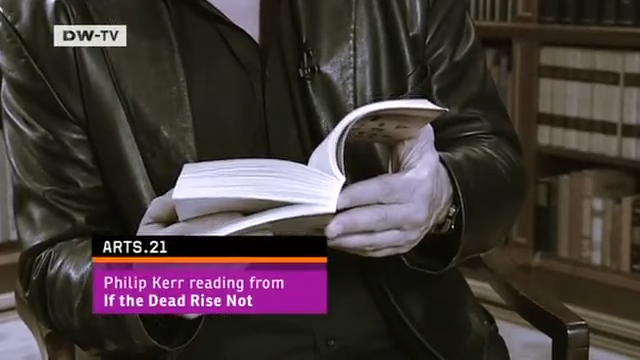 DW-TV
ARTS.21
Philip Kerr reading from
If the Dead Rise Not